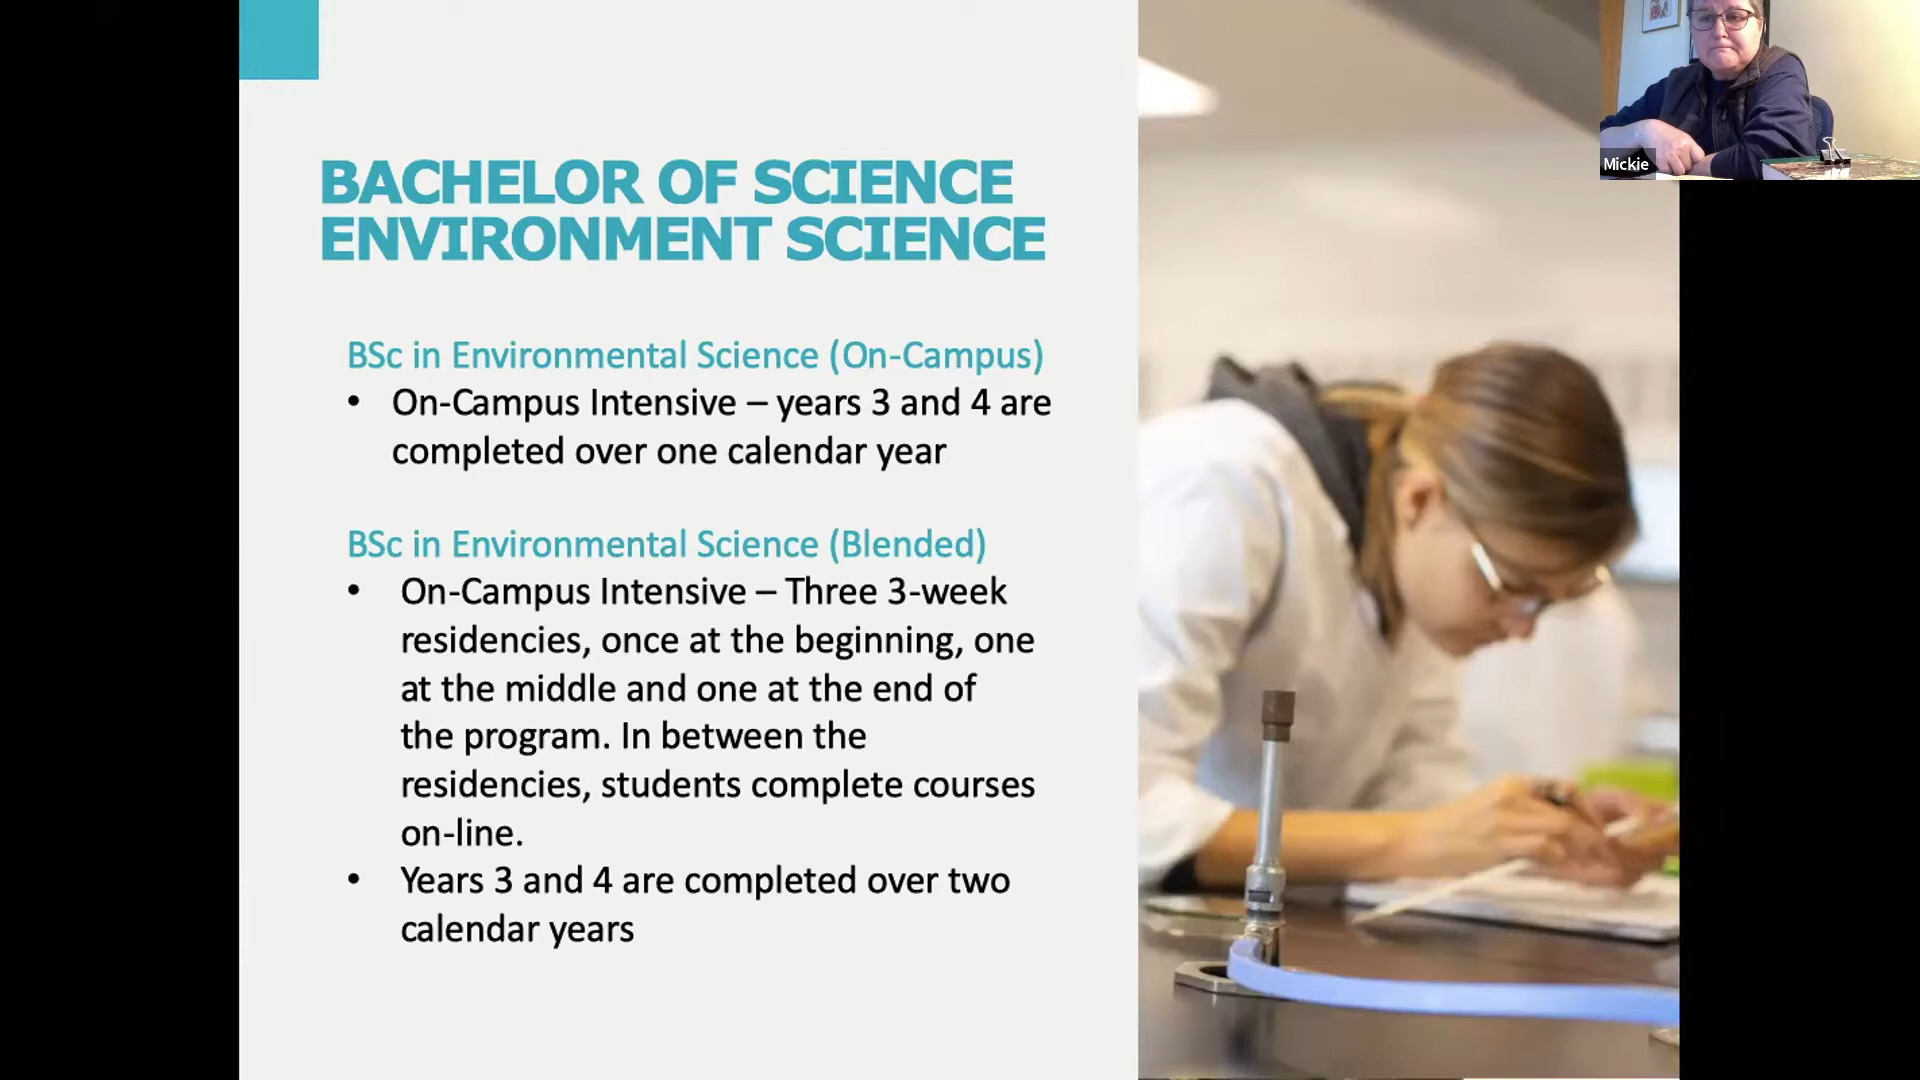 BACHELOR OF SCIENCE
ENVIRONMENT SCIENCE
BSc in Environmental Science (On-Campus)
• On-Campus Intensive – years 3 and 4 are
completed over one calendar year
BSc in Environmental Science (Blended)
• On-Campus Intensive – Three 3-week
residencies, once at the beginning, one
at the middle and one at the end of
the program. In between the
residencies, students complete courses
on-line.
• Years 3 and 4 are completed over two
calendar years
Mickie